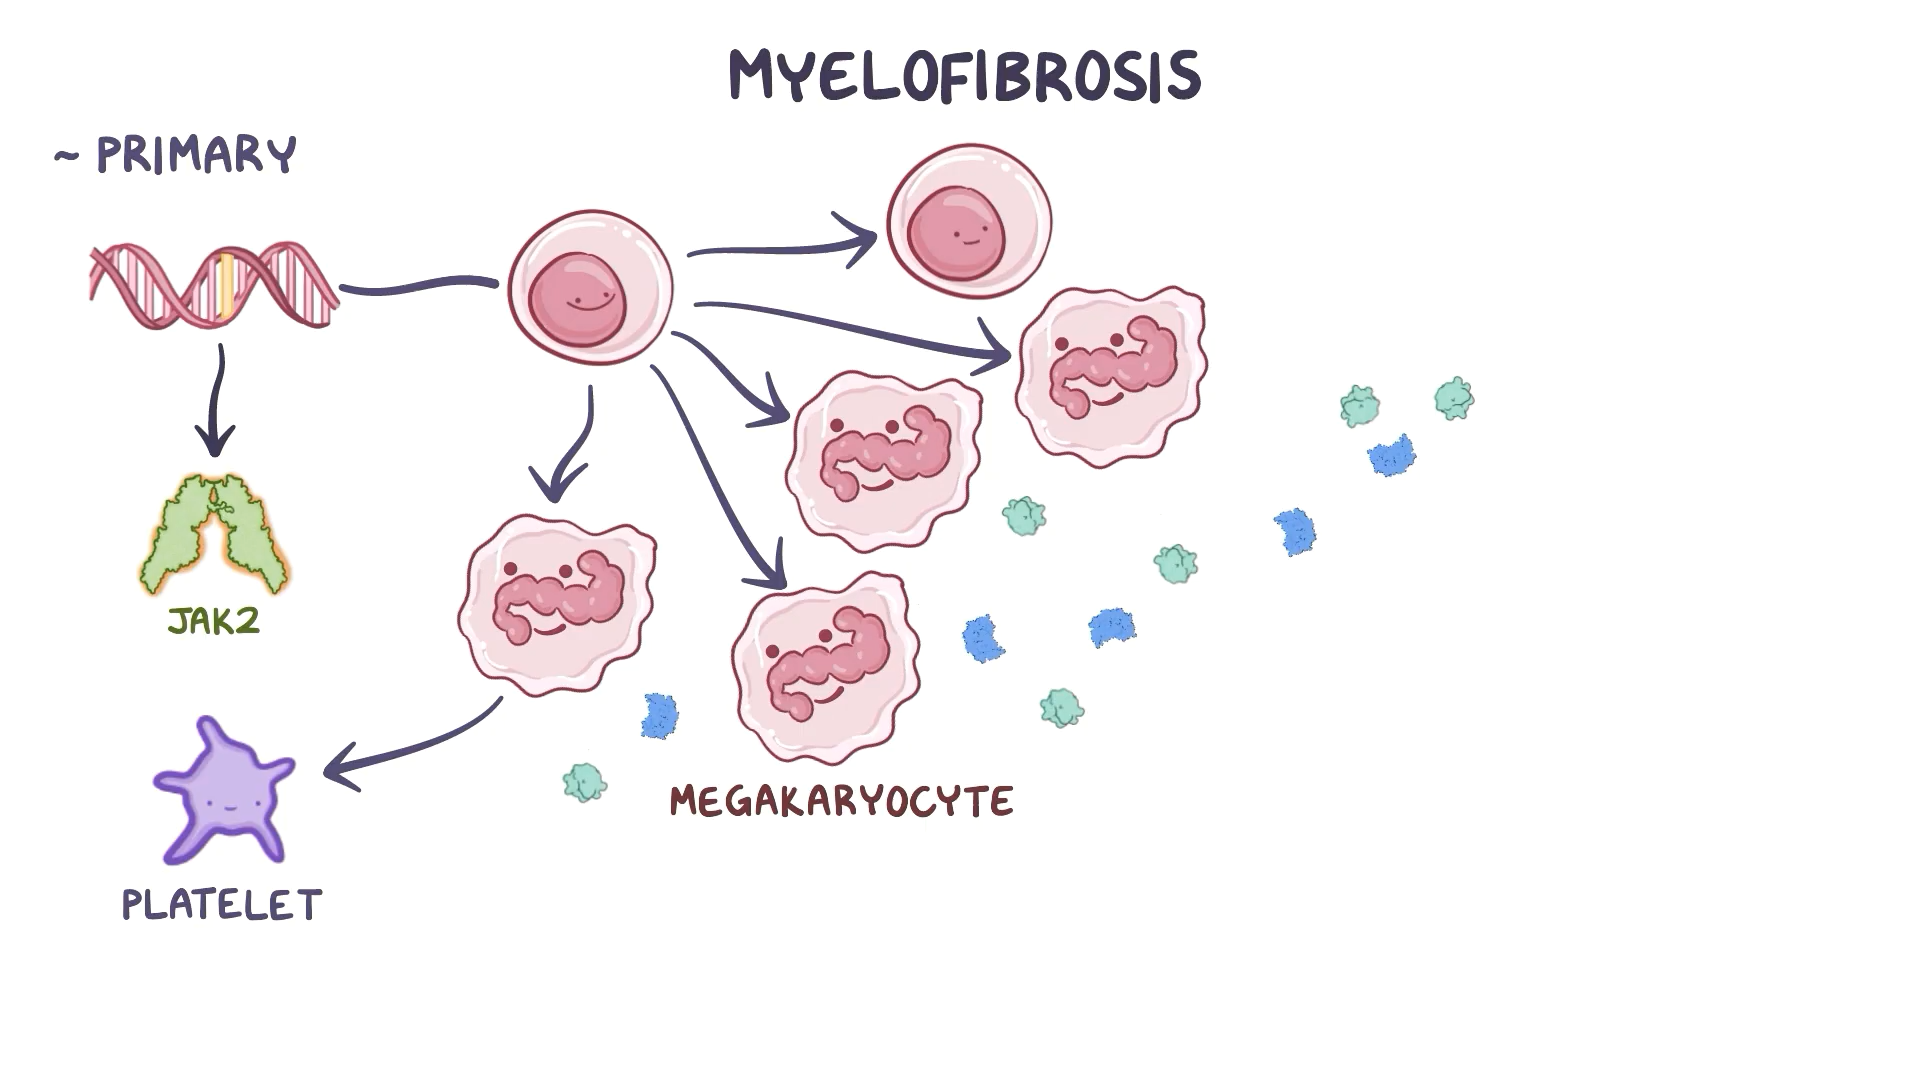 MYELOFIBROSIS
~ PRIMARY
JAK2
MEGAKARYOCYTE
PLATELET